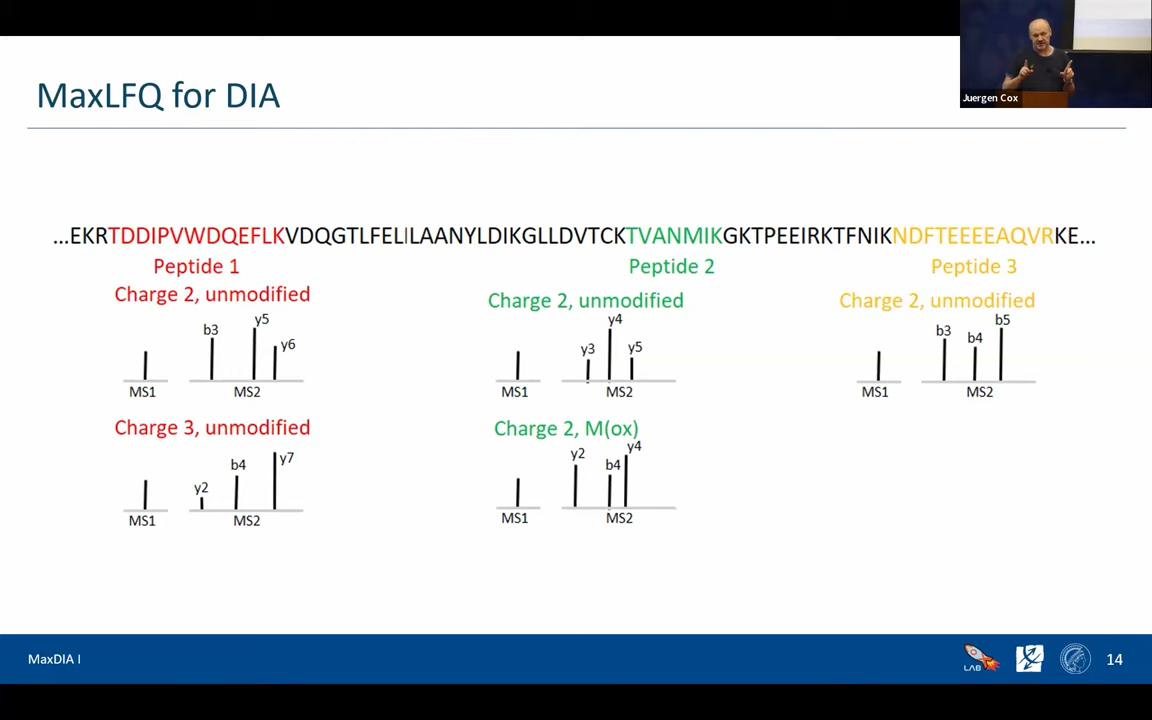 Juergen Cox
MaxLFQ for DIA
...EKRTDDIPVWDQEFLKVDQGTLFELILAANYLDIKGLLDVTCKTVANMIKGKTPEEIRKTFNIKNDFTEEEEAQVRKE...
Peptide 1 Peptide 2 Peptide 3
Charge 2, unmodified Charge 2, unmodified Charge 2, unmodified
b3 y5 y6 y3 y4 y5 b3 b4 b5
MS1 MS2 MS1 MS2 MS1 MS2
Charge 3, unmodified Charge 2, M(ox)
y2 b4 y7 y2 b4 y4
MS1 MS2 MS1 MS2
MaxDIA I LAB 14